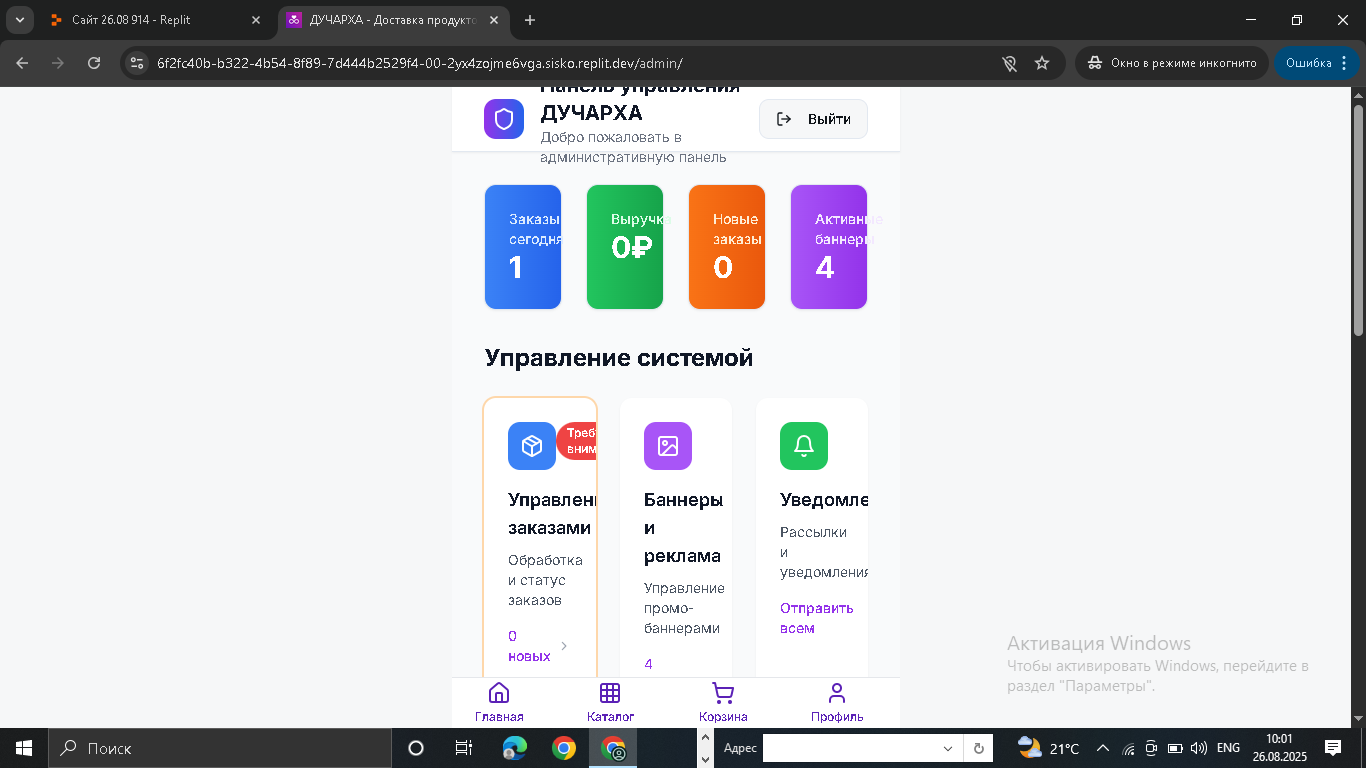 Сайт 26.08 914 - Replit
ДУЧАРХА - Доставка продукто
6f2fc40b-b322-4b54-8f89-7d444b2529f4-00-2yx4zojme6vga.sisko.replit.dev/admin/
Окно в режиме инкогнито
Ошибка
Панель управления
ДУЧАРХА
Добро пожаловать в
административную панель
Выйти
Заказы
сегодня
1
Выручка
0₽
Новые
заказы
0
Активные
баннеры
4
Управление системой
Треб
вним
Управлени
заказами
Обработка
и статус
заказов
0
новых
Баннеры
и
реклама
Управление
промо-
баннерами
4
Уведомле
Рассылки
и
уведомления
Отправить
всем
Главная
Каталог
Корзина
Профиль
Активация Windows
Чтобы активировать Windows, перейдите в
раздел "Параметры".
Поиск
Адрес
21°C
ENG
10:01
26.08.2025